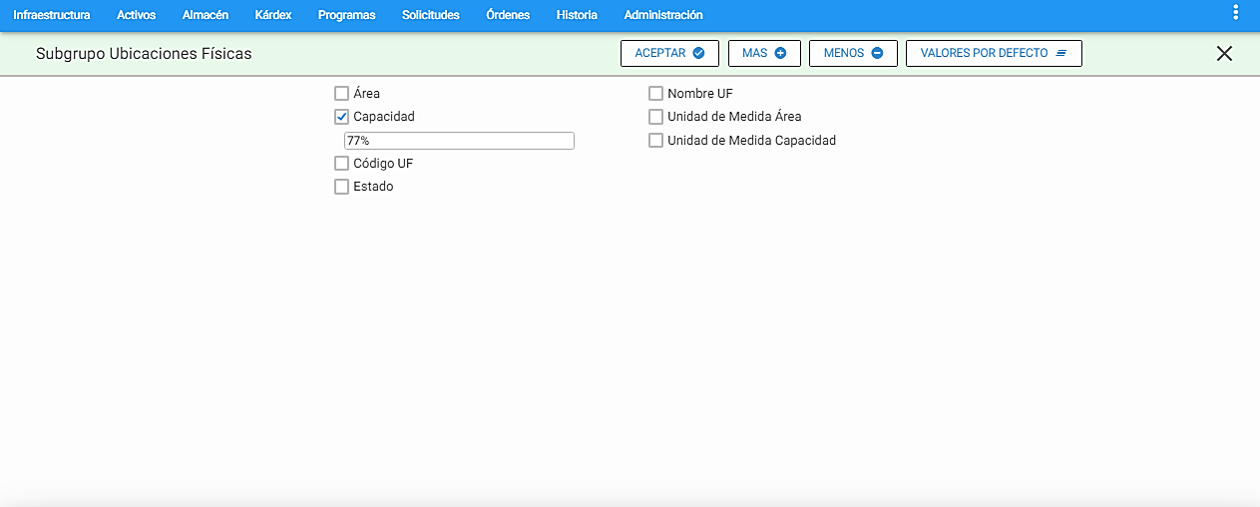 Infraestructura Activos Almacén Kárdex Programas Solicitudes Órdenes Historia Administración
Subgrupo Ubicaciones Físicas ACEPTAR MAS MENOS VALORES POR DEFECTO
Área Nombre UF
Capacidad Unidad de Medida Área
77% Unidad de Medida Capacidad
Código UF
Estado